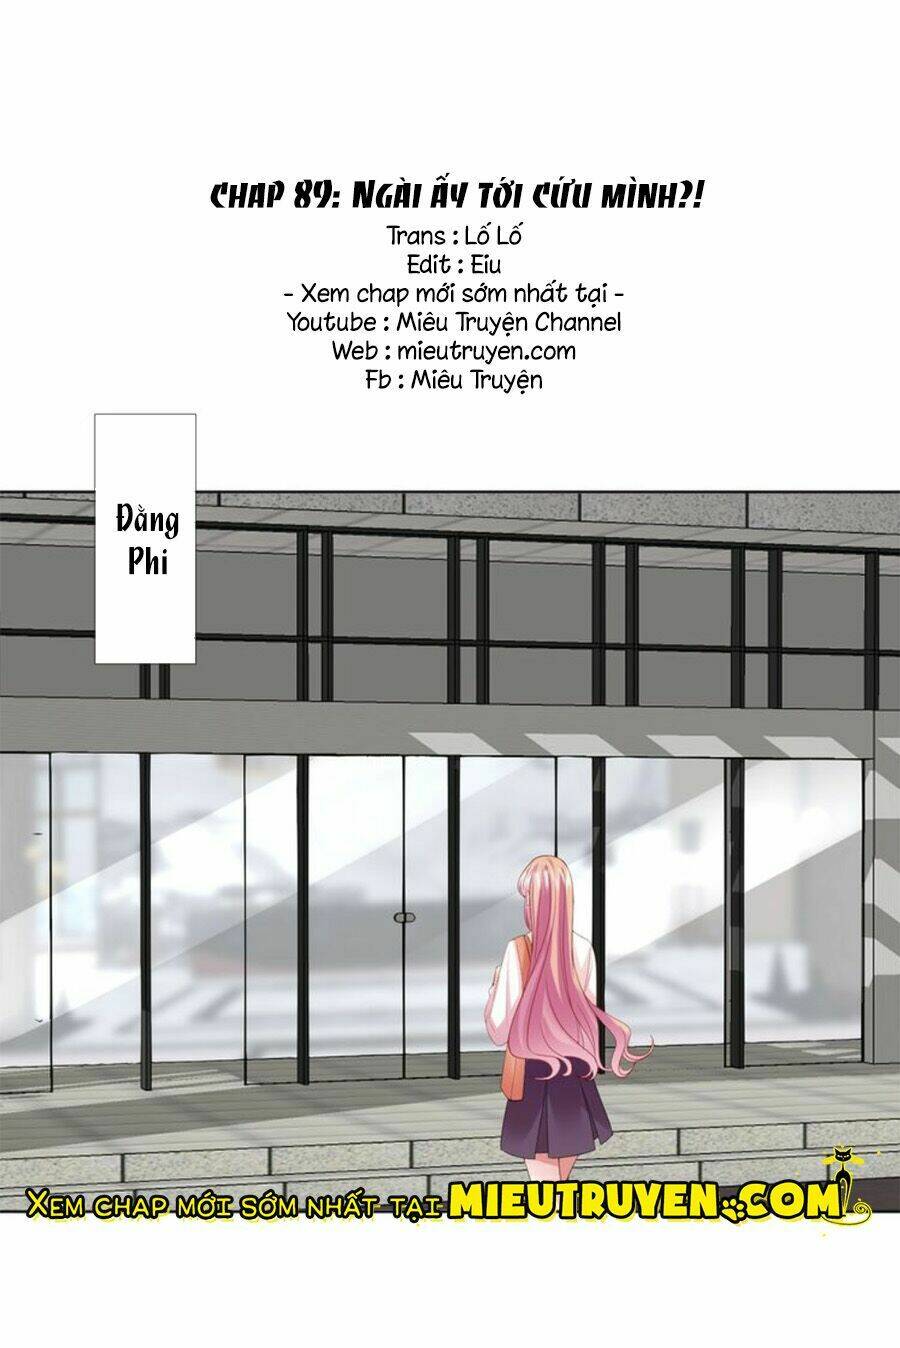 CHAP 89: NGÀI ẤY TỚI CỨU MÌNH?!
Trans : Lố Lố
Edit : Eiu
- Xem chap mới sớm nhất tại -
Youtube : Miêu Truyện Channel
Web : mieutruyen.com
Fb : Miêu Truyện
Đằng
Phi
XEM CHAP MỚI SỚM NHẤT TẠI MIEUTRUYEN.COM